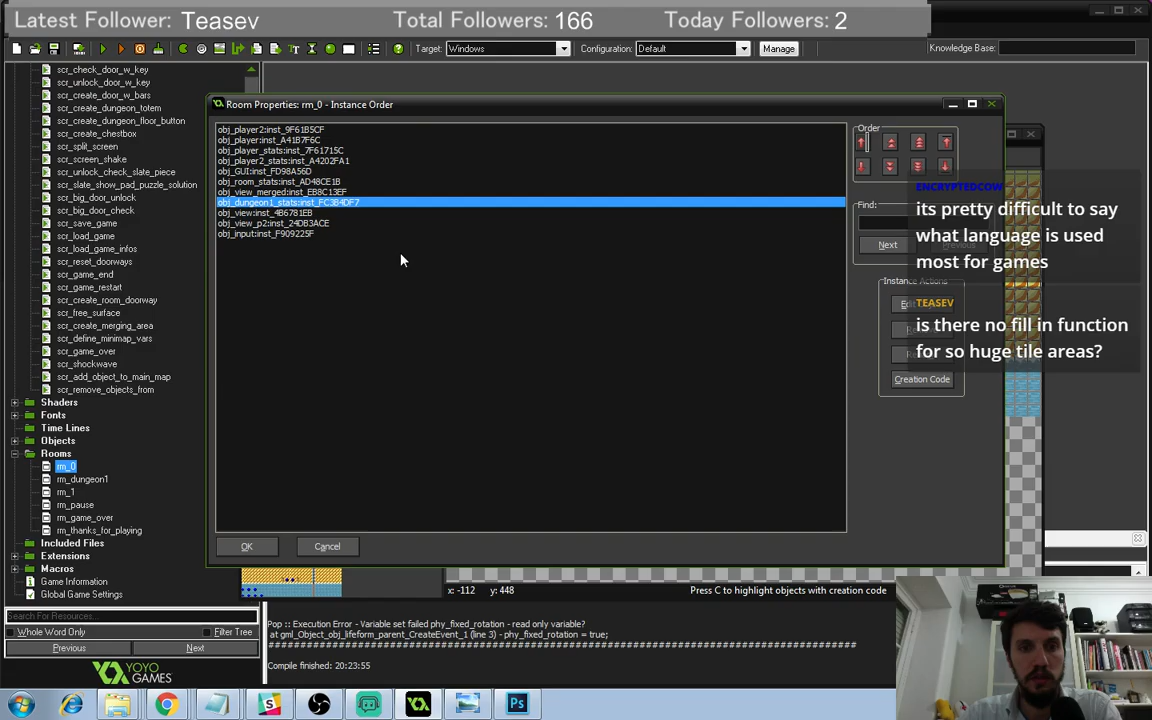 Latest Follower: Teasev
Total Followers: 166
Today Followers: 2
Target: Windows
Configuration: Default
Manage
Knowledge Base:
scr_check_door_w_key
scr_unlock_door_w_key
scr_create_door_w_bars
scr_create_dungeon_totem
scr_create_dungeon_floor_button
scr_create_chestbox
scr_split_screen
scr_screen_shake
scr_unlock_check_slate_piece
scr_slate_show_pad_puzzle_solution
scr_big_door_unlock
scr_big_door_check
scr_save_game
scr_load_game
scr_load_game_infos
scr_reset_doorways
scr_game_end
scr_game_restart
scr_create_room_doorway
scr_free_surface
scr_create_merging_area
scr_define_minimap_vars
scr_game_over
scr_shockwave
scr_add_object_to_main_map
scr_remove_objects_from
Shaders
Fonts
Time Lines
Objects
Rooms
rm_0
rm_dungeon1
rm_1
rm_pause
rm_game_over
rm_thanks_for_playing
Included Files
Extensions
Macros
Game Information
Global Game Settings
Search For Resources...
Whole Word Only
Filter Tree
Previous
Next
YOYO
GAMES
Room Properties: rm_0 - Instance Order
obj_player2:inst_9F61B5CF
obj_player:inst_A41B7F6C
obj_player_stats:inst_7F61715C
obj_player2_stats:inst_A4202FA1
obj_GUI:inst_FD98A56D
obj_room_stats:inst_AD48CE1B
obj_view_merged:inst_EB8C13EF
obj_dungeon1_stats:inst_FC3B4DF7
obj_view:inst_4B6781EB
obj_view_p2:inst_24DB3ACE
obj_input:inst_F909225F
OK
Cancel
Order
Find:
Next
Previous
Instance Actions
Creation Code
ENCRYPTEDCOW
its pretty difficult to say
what language is used
most for games
TEASEV
is there no fill in function
for so huge tile areas?
x: -112
y: 448
Press C to highlight objects with creation code
Pop :: Execution Error - Variable set failed phy_fixed_rotation - read only variable?
at gml_Object_obj_lifeform_parent_CreateEvent_1 (line 3) - phy_fixed_rotation = true;
Compile finished: 20:23:55